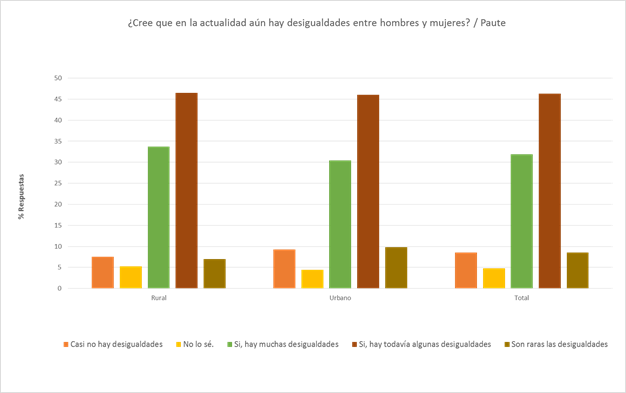 ¿Cree que en la actualidad aún hay desigualdades entre hombres y mujeres? / Paute
50
45
40
35
30
25
20
15
10
5
0
% Respuestas
Rural Urbano Total
Casi no hay desigualdades No lo sé. Si, hay muchas desigualdades Si, hay todavía algunas desigualdades Son raras las desigualdades